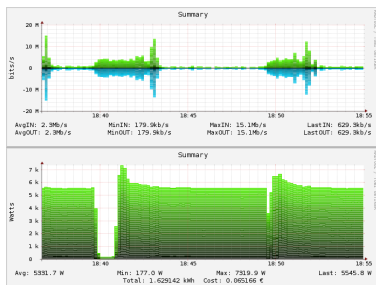 Summary
20 M
10 M
0
-10 M
-20 M
bits/s
18:40 18:45 18:50 18:55
AvgIN: 2.3Mb/s MinIN: 179.9kb/s MaxIN: 15.1Mb/s LastIN: 629.3kb/s
AvgOUT: 2.3Mb/s MinOUT: 179.9kb/s MaxOUT: 15.1Mb/s LastOUT: 629.3kb/s
Summary
7 k
6 k
5 k
4 k
3 k
2 k
1 k
0
Watts
18:40 18:45 18:50 18:55
Avg: 5331.7 W Min: 177.0 W Max: 7319.9 W Last: 5545.8 W
Total: 1.629142 kWh Cost: 0.065166 €